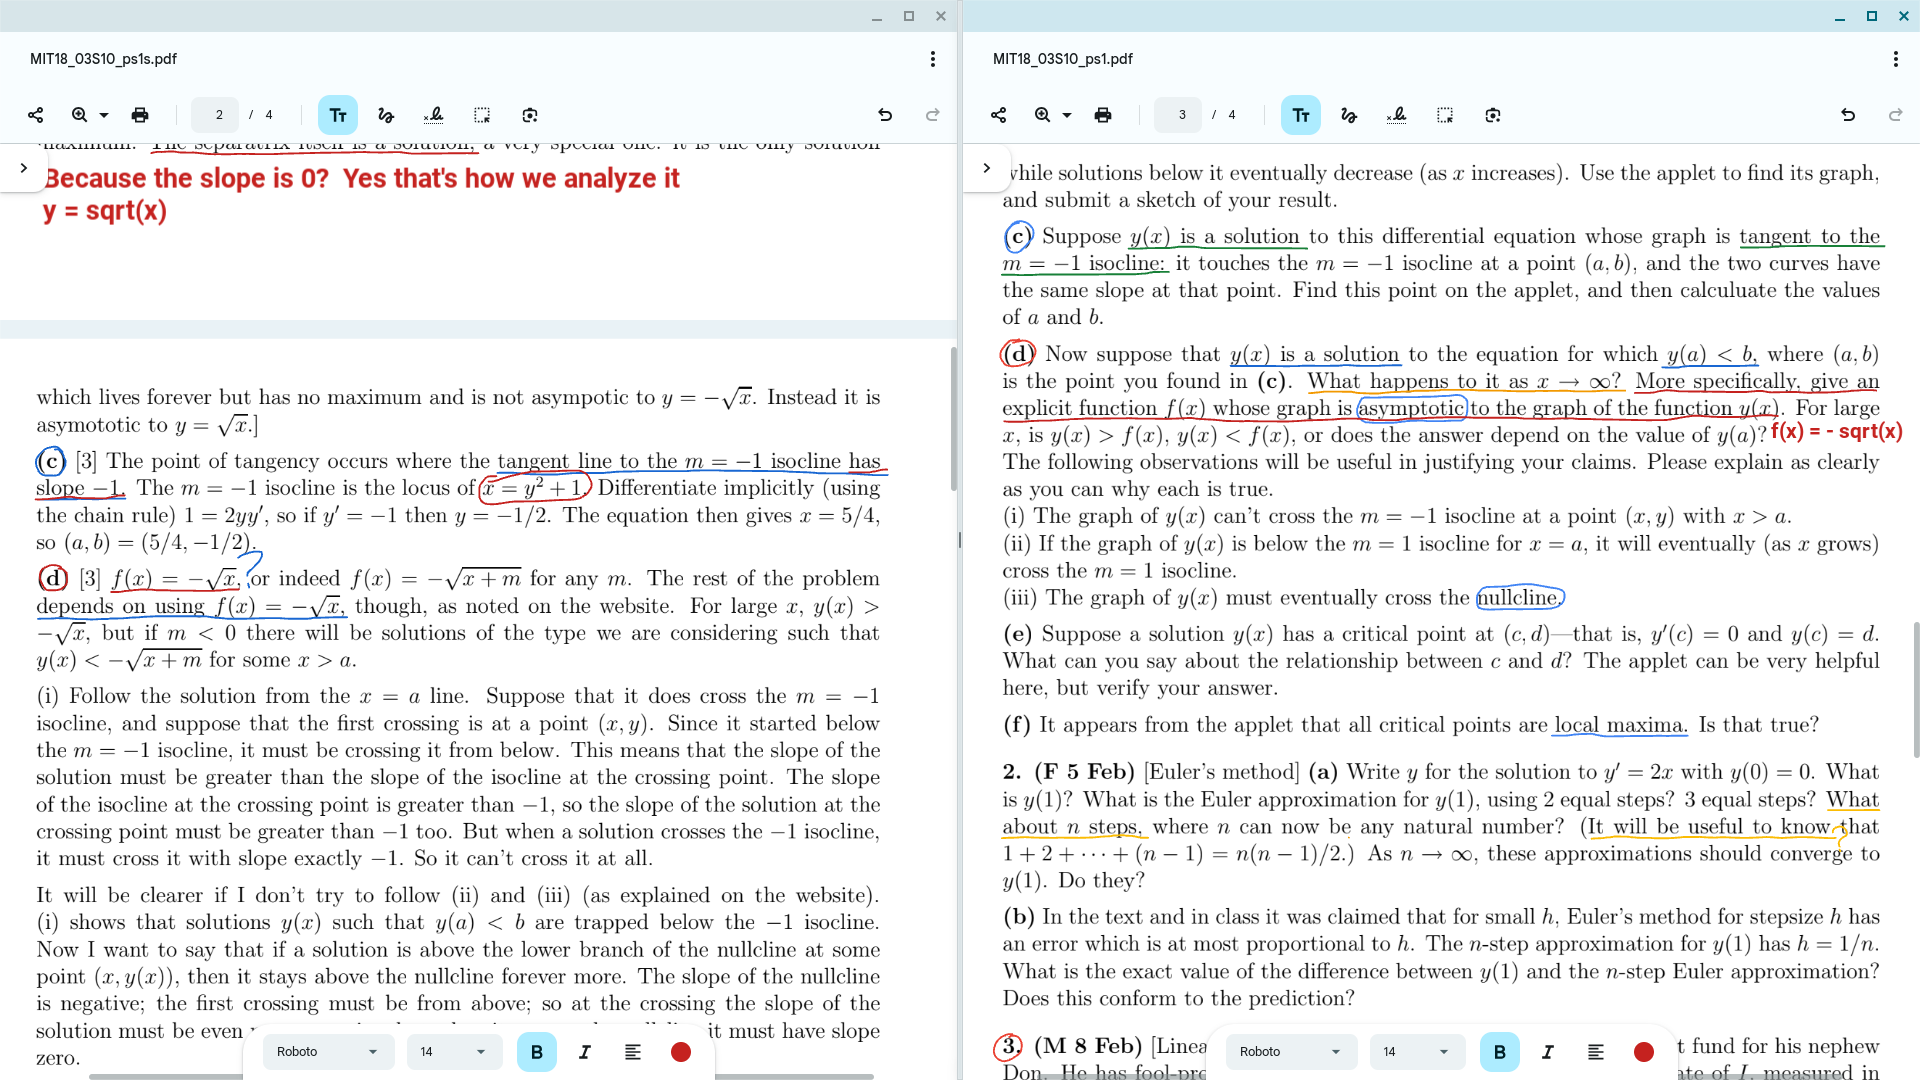 MIT18_03S10_ps1s.pdf
2 / 4
maximum. The separatrix itself is a solution, a very special one. It is the only solution
Because the slope is 0? Yes that's how we analyze it
y = sqrt(x)
which lives forever but has no maximum and is not asympotic to y = −√x. Instead it is
asymototic to y = √x.]
(c) [3] The point of tangency occurs where the tangent line to the m = −1 isocline has
slope −1. The m = −1 isocline is the locus of x = y² + 1. Differentiate implicitly (using
the chain rule) 1 = 2yy′, so if y′ = −1 then y = −1/2. The equation then gives x = 5/4,
so (a, b) = (5/4, −1/2).
?
(d) [3] f(x) = −√x, or indeed f(x) = −√(x + m) for any m. The rest of the problem
depends on using f(x) = −√x, though, as noted on the website. For large x, y(x) >
−√x, but if m < 0 there will be solutions of the type we are considering such that
y(x) < −√(x + m) for some x > a.
(i) Follow the solution from the x = a line. Suppose that it does cross the m = −1
isocline, and suppose that the first crossing is at a point (x, y). Since it started below
the m = −1 isocline, it must be crossing it from below. This means that the slope of the
solution must be greater than the slope of the isocline at the crossing point. The slope
of the isocline at the crossing point is greater than −1, so the slope of the solution at the
crossing point must be greater than −1 too. But when a solution crosses the −1 isocline,
it must cross it with slope exactly −1. So it can't cross it at all.
It will be clearer if I don't try to follow (ii) and (iii) (as explained on the website).
(i) shows that solutions y(x) such that y(a) < b are trapped below the −1 isocline.
Now I want to say that if a solution is above the lower branch of the nullcline at some
point (x, y(x)), then it stays above the nullcline forever more. The slope of the nullcline
is negative; the first crossing must be from above; so at the crossing the slope of the
solution must be even it must have slope
zero.
Roboto 14 B I
MIT18_03S10_ps1.pdf
3 / 4
while solutions below it eventually decrease (as x increases). Use the applet to find its graph,
and submit a sketch of your result.
(c) Suppose y(x) is a solution to this differential equation whose graph is tangent to the
m = −1 isocline: it touches the m = −1 isocline at a point (a, b), and the two curves have
the same slope at that point. Find this point on the applet, and then calculuate the values
of a and b.
(d) Now suppose that y(x) is a solution to the equation for which y(a) < b, where (a, b)
is the point you found in (c). What happens to it as x → ∞? More specifically, give an
explicit function f(x) whose graph is asymptotic to the graph of the function y(x). For large
x, is y(x) > f(x), y(x) < f(x), or does the answer depend on the value of y(a)? f(x) = - sqrt(x)
The following observations will be useful in justifying your claims. Please explain as clearly
as you can why each is true.
(i) The graph of y(x) can't cross the m = −1 isocline at a point (x, y) with x > a.
(ii) If the graph of y(x) is below the m = 1 isocline for x = a, it will eventually (as x grows)
cross the m = 1 isocline.
(iii) The graph of y(x) must eventually cross the nullcline.
(e) Suppose a solution y(x) has a critical point at (c, d)—that is, y′(c) = 0 and y(c) = d.
What can you say about the relationship between c and d? The applet can be very helpful
here, but verify your answer.
(f) It appears from the applet that all critical points are local maxima. Is that true?
2. (F 5 Feb) [Euler's method] (a) Write y for the solution to y′ = 2x with y(0) = 0. What
is y(1)? What is the Euler approximation for y(1), using 2 equal steps? 3 equal steps? What
about n steps, where n can now be any natural number? (It will be useful to know that
?
1 + 2 + ··· + (n − 1) = n(n − 1)/2.) As n → ∞, these approximations should converge to
y(1). Do they?
(b) In the text and in class it was claimed that for small h, Euler's method for stepsize h has
an error which is at most proportional to h. The n-step approximation for y(1) has h = 1/n.
What is the exact value of the difference between y(1) and the n-step Euler approximation?
Does this conform to the prediction?
3. (M 8 Feb) [Linea t fund for his nephew
Don. He has fool-pro ate of I, measured in
Roboto 14 B I